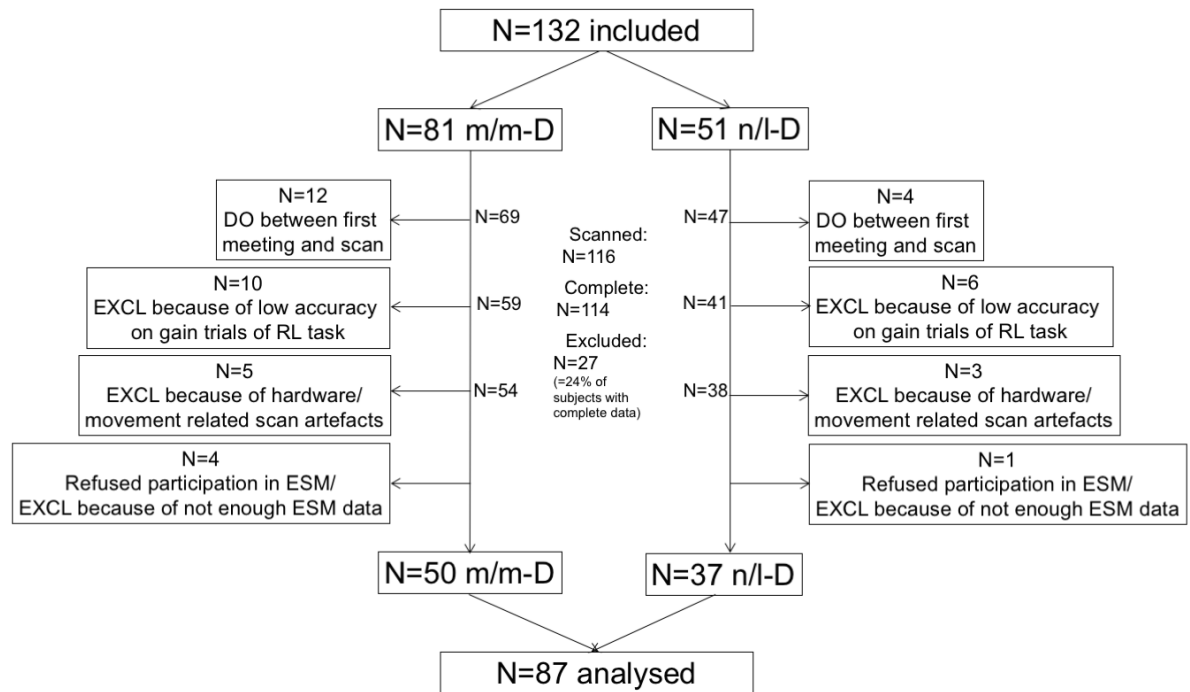 N=132 included
N=81 m/m-D
N=51 n/l-D
N=12
DO between first
meeting and scan
N=69
N=47
N=4
DO between first
meeting and scan
Scanned:
N=116
Complete:
N=114
Excluded:
N=27
(=24% of
subjects with
complete data)
N=10
EXCL because of low accuracy
on gain trials of RL task
N=59
N=41
N=6
EXCL because of low accuracy
on gain trials of RL task
N=5
EXCL because of hardware/
movement related scan artefacts
N=54
N=38
N=3
EXCL because of hardware/
movement related scan artefacts
N=4
Refused participation in ESM/
EXCL because of not enough ESM data
N=1
Refused participation in ESM/
EXCL because of not enough ESM data
N=50 m/m-D
N=37 n/l-D
N=87 analysed